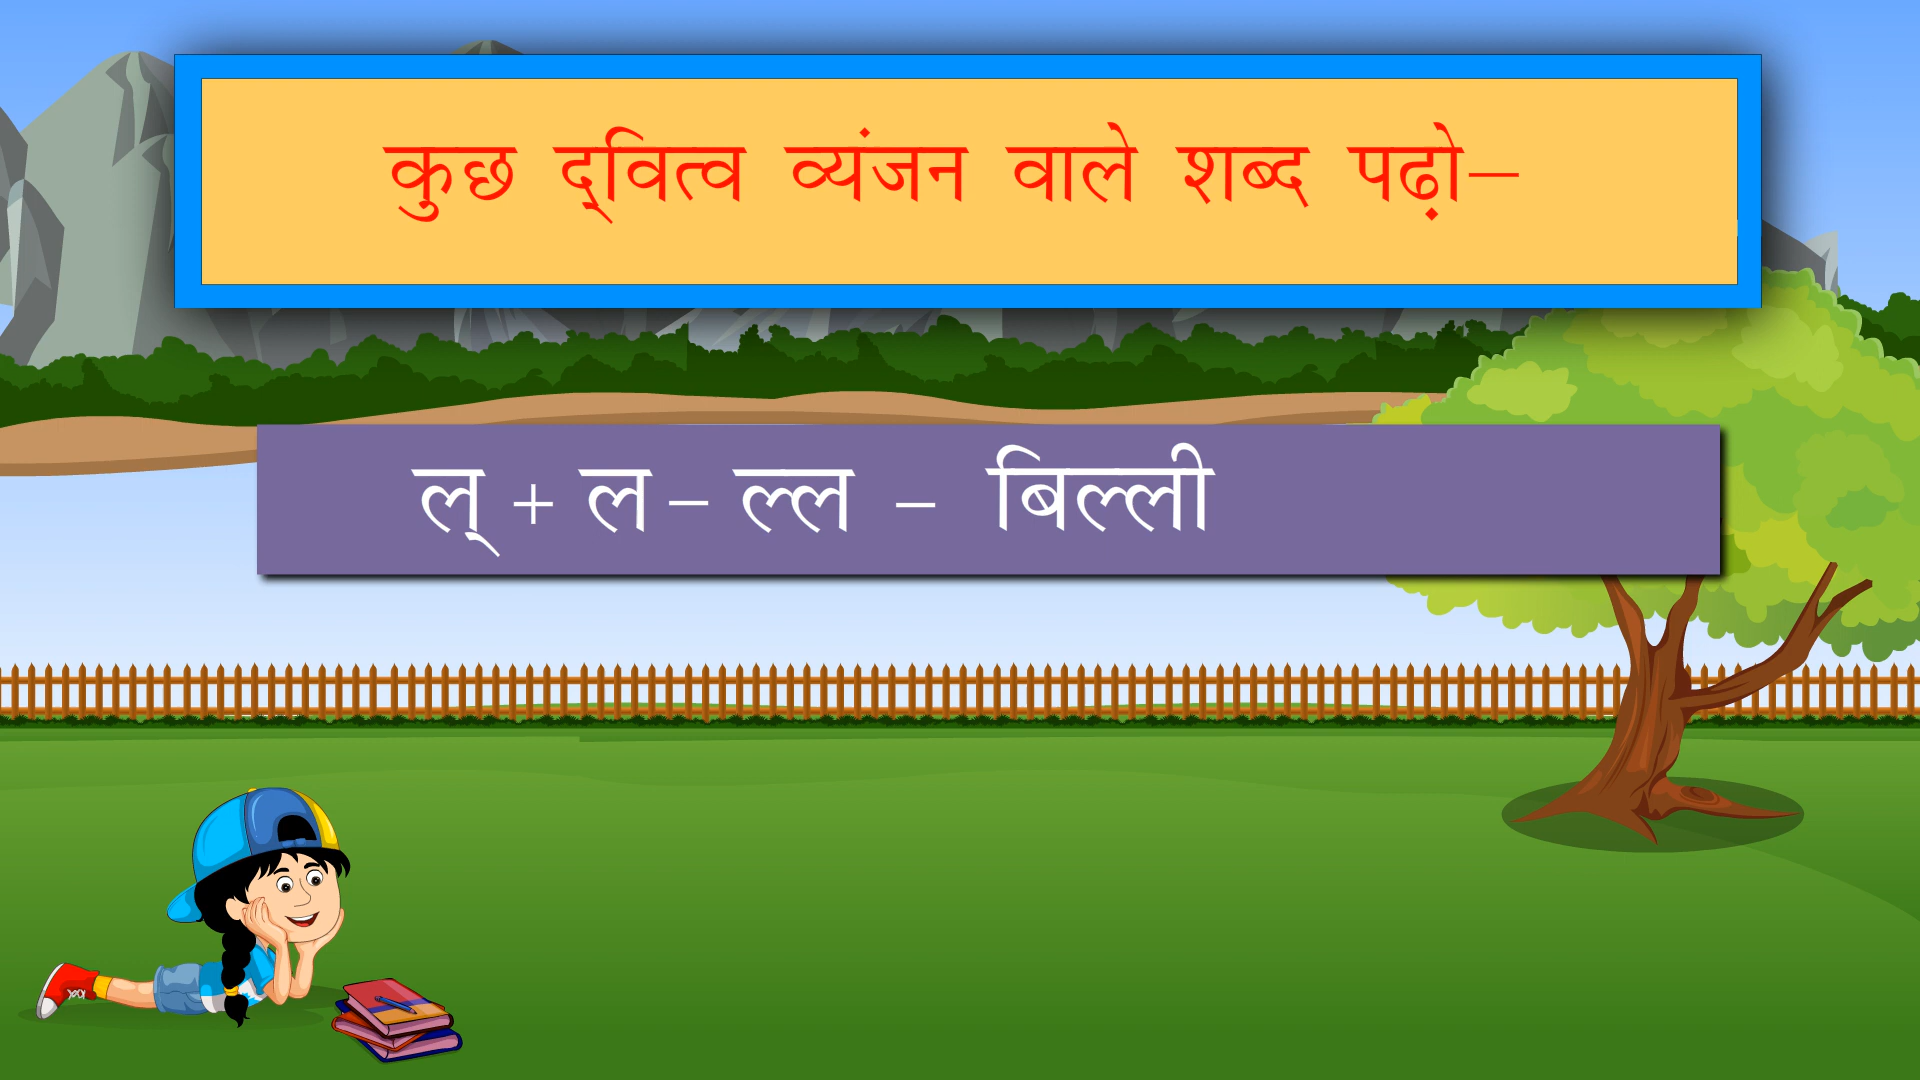 कुछ द्‌वित्व व्यंजन वाले शब्द पढ़ो–
ल् + ल – ल्ल – बिल्ली